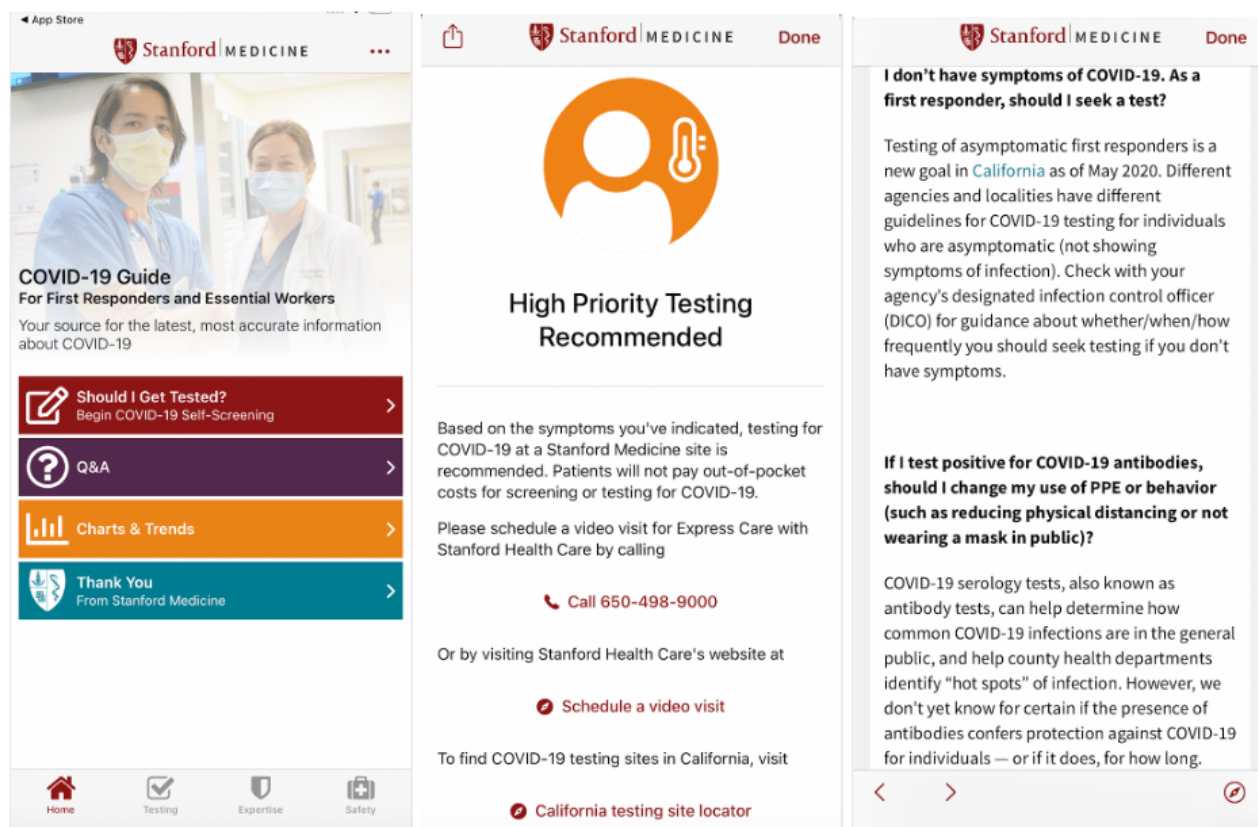 ◀ App Store
Stanford MEDICINE
•••
COVID-19 Guide
For First Responders and Essential Workers
Your source for the latest, most accurate information
about COVID-19
Should I Get Tested?
Begin COVID-19 Self-Screening
Q&A
Charts & Trends
Thank You
From Stanford Medicine
Home
Testing
Expertise
Safety
Stanford MEDICINE
Done
High Priority Testing
Recommended
Based on the symptoms you've indicated, testing for
COVID-19 at a Stanford Medicine site is
recommended. Patients will not pay out-of-pocket
costs for screening or testing for COVID-19.
Please schedule a video visit for Express Care with
Stanford Health Care by calling
Call 650-498-9000
Or by visiting Stanford Health Care's website at
Schedule a video visit
To find COVID-19 testing sites in California, visit
California testing site locator
Stanford MEDICINE
Done
I don't have symptoms of COVID-19. As a
first responder, should I seek a test?
Testing of asymptomatic first responders is a
new goal in California as of May 2020. Different
agencies and localities have different
guidelines for COVID-19 testing for individuals
who are asymptomatic (not showing
symptoms of infection). Check with your
agency's designated infection control officer
(DICO) for guidance about whether/when/how
frequently you should seek testing if you don't
have symptoms.
If I test positive for COVID-19 antibodies,
should I change my use of PPE or behavior
(such as reducing physical distancing or not
wearing a mask in public)?
COVID-19 serology tests, also known as
antibody tests, can help determine how
common COVID-19 infections are in the general
public, and help county health departments
identify "hot spots" of infection. However, we
don't yet know for certain if the presence of
antibodies confers protection against COVID-19
for individuals — or if it does, for how long.